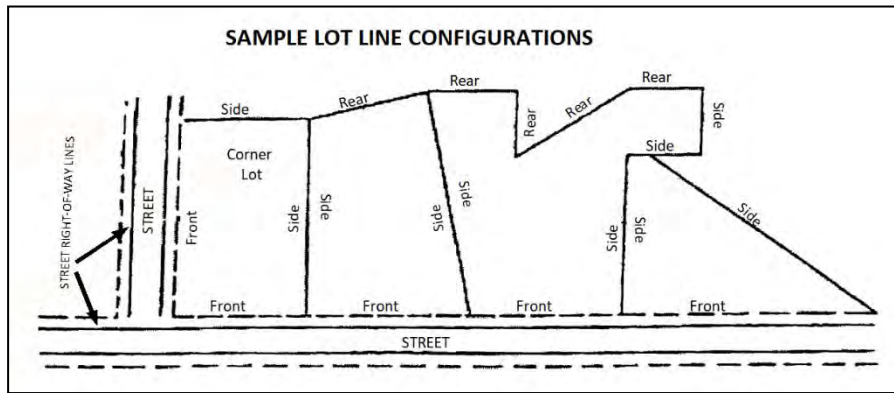 SAMPLE LOT LINE CONFIGURATIONS
Rear
Rear
Side
Rear
Rear
Rear
Side
Side
Corner
Lot
STREET RIGHT-OF-WAY LINES
STREET
Front
Side
Side
Side
Side
Side
Side
Side
Front
Front
Front
Front
STREET